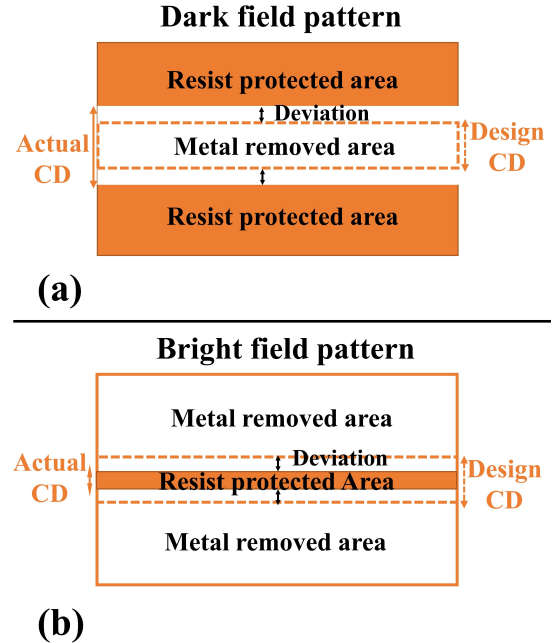 Dark field pattern
Resist protected area
Deviation
Actual
CD
Metal removed area
Design
CD
Resist protected area
(a)
Bright field pattern
Metal removed area
Deviation
Actual
CD
Resist protected Area
Design
CD
Metal removed area
(b)